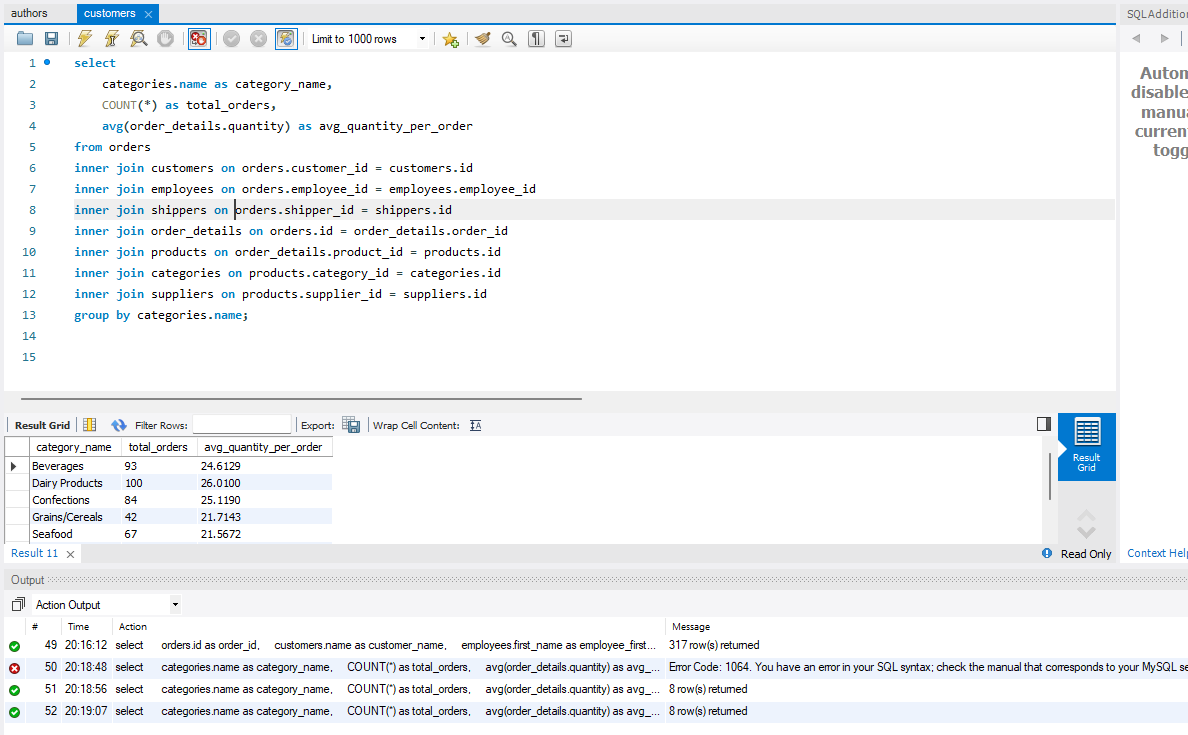 authors customers
SQLAddition
Limit to 1000 rows
1 select
2 categories.name as category_name,
3 COUNT(*) as total_orders,
4 avg(order_details.quantity) as avg_quantity_per_order
5 from orders
6 inner join customers on orders.customer_id = customers.id
7 inner join employees on orders.employee_id = employees.employee_id
8 inner join shippers on orders.shipper_id = shippers.id
9 inner join order_details on orders.id = order_details.order_id
10 inner join products on order_details.product_id = products.id
11 inner join categories on products.category_id = categories.id
12 inner join suppliers on products.supplier_id = suppliers.id
13 group by categories.name;
14
15
Autom
disable
manua
current
togg
Result Grid Filter Rows: Export: Wrap Cell Content:
category_name total_orders avg_quantity_per_order
Beverages 93 24.6129
Dairy Products 100 26.0100
Confections 84 25.1190
Grains/Cereals 42 21.7143
Seafood 67 21.5672
Result
Grid
Result 11
Read Only
Context Help
Output
Action Output
# Time Action Message
49 20:16:12 select orders.id as order_id, customers.name as customer_name, employees.first_name as employee_first... 317 row(s) returned
50 20:18:48 select categories.name as category_name, COUNT(*) as total_orders, avg(order_details.quantity) as avg_... Error Code: 1064. You have an error in your SQL syntax; check the manual that corresponds to your MySQL se
51 20:18:56 select categories.name as category_name, COUNT(*) as total_orders, avg(order_details.quantity) as avg_... 8 row(s) returned
52 20:19:07 select categories.name as category_name, COUNT(*) as total_orders, avg(order_details.quantity) as avg_... 8 row(s) returned